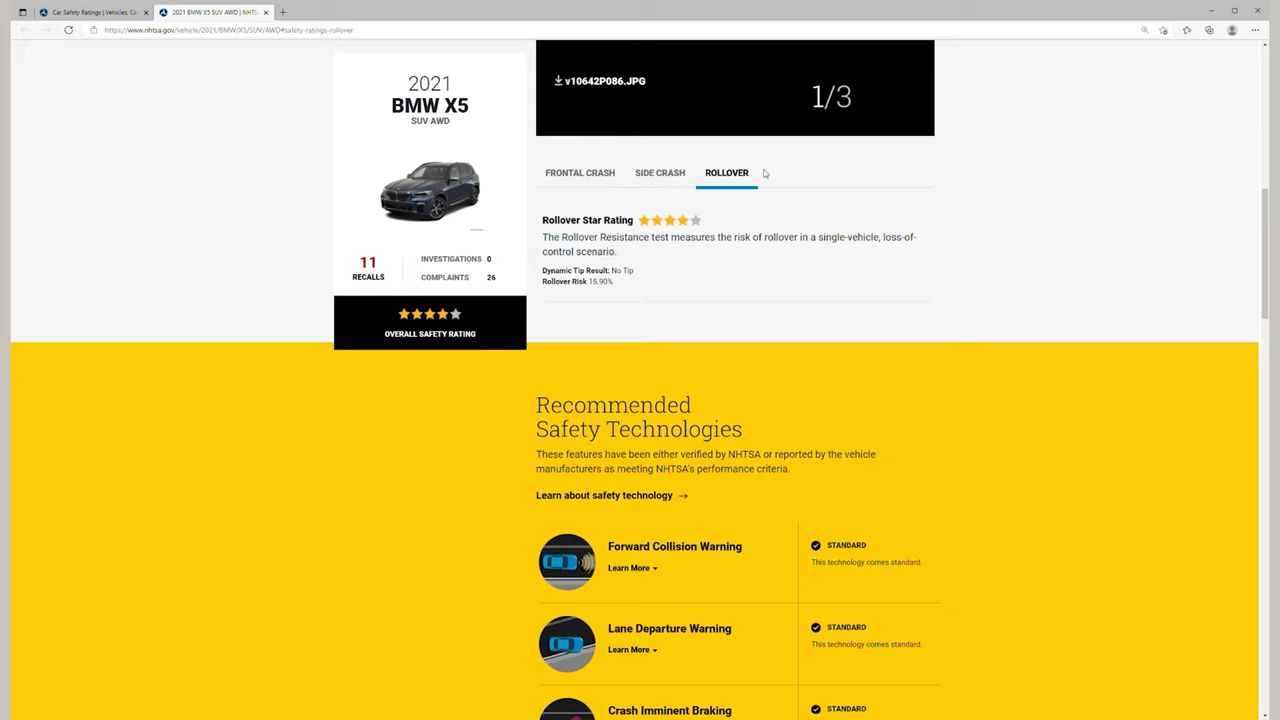 Car Safety Ratings | Vehicles, Ca
2021 BMW X5 SUV AWD | NHTS
https://www.nhtsa.gov/vehicle/2021/BMW/X5/SUV/AWD#safety-ratings-rollover
2021
BMW X5
SUV AWD
11
RECALLS
INVESTIGATIONS 0
COMPLAINTS 26
OVERALL SAFETY RATING
v10642P086.JPG
1/3
FRONTAL CRASH SIDE CRASH ROLLOVER
Rollover Star Rating
The Rollover Resistance test measures the risk of rollover in a single-vehicle, loss-of-
control scenario.
Dynamic Tip Result: No Tip
Rollover Risk 15.90%
Recommended
Safety Technologies
These features have been either verified by NHTSA or reported by the vehicle
manufacturers as meeting NHTSA's performance criteria.
Learn about safety technology →
Forward Collision Warning
Learn More
STANDARD
This technology comes standard.
Lane Departure Warning
Learn More
STANDARD
This technology comes standard.
Crash Imminent Braking
STANDARD